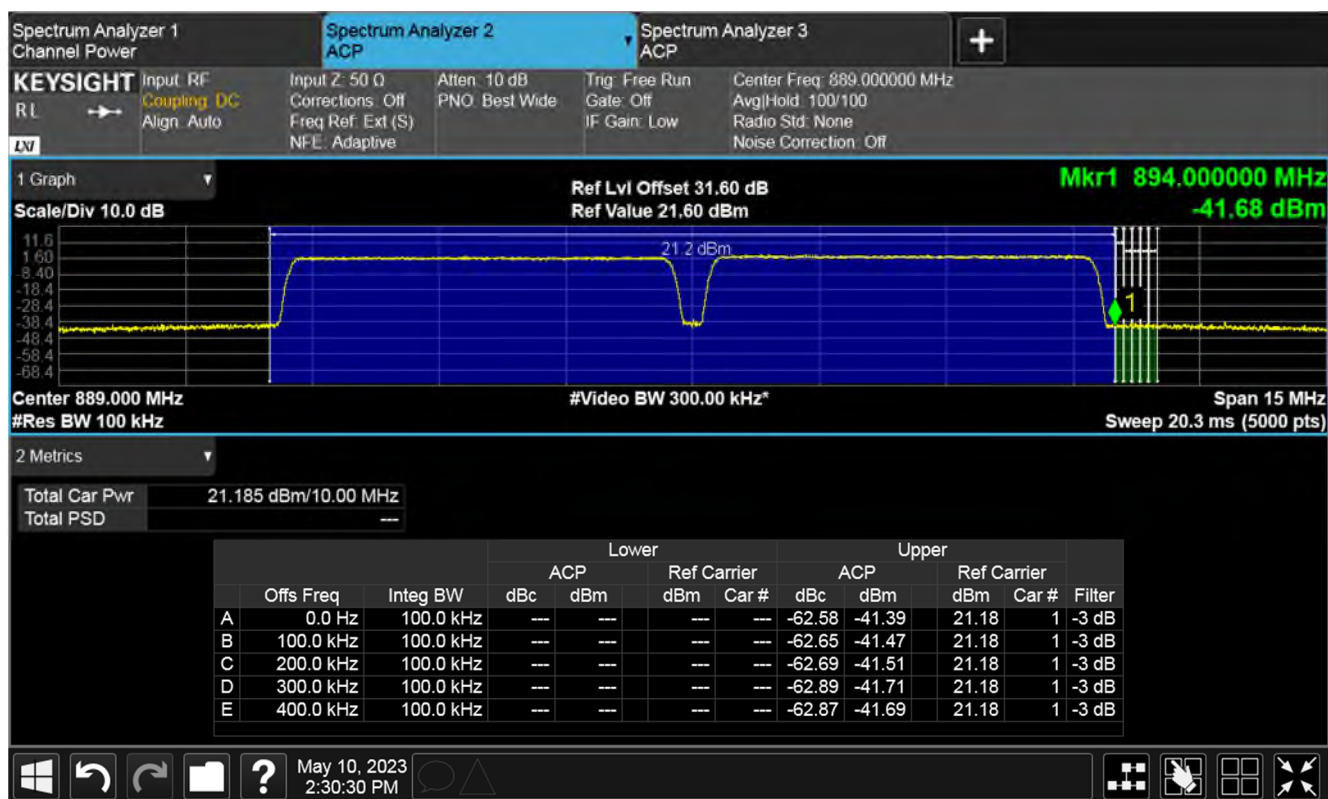 Spectrum Analyzer 1
Channel Power
Spectrum Analyzer 2
ACP
Spectrum Analyzer 3
ACP
+
KEYSIGHT
RL
LXI
Input: RF
Coupling: DC
Align: Auto
Input Z: 50 Ω
Corrections: Off
Freq Ref: Ext (S)
NFE: Adaptive
Atten: 10 dB
PNO: Best Wide
Trig: Free Run
Gate: Off
IF Gain: Low
Center Freq: 889.000000 MHz
Avg|Hold: 100/100
Radio Std: None
Noise Correction: Off
1 Graph
Scale/Div 10.0 dB
Ref Lvl Offset 31.60 dB
Ref Value 21.60 dBm
Mkr1 894.000000 MHz
-41.68 dBm
11.6
1.60
-8.40
-18.4
-28.4
-38.4
-48.4
-58.4
-68.4
21.2 dBm
1
Center 889.000 MHz
#Res BW 100 kHz
#Video BW 300.00 kHz*
Span 15 MHz
Sweep 20.3 ms (5000 pts)
2 Metrics
Total Car Pwr 21.185 dBm/10.00 MHz
Total PSD ---
Lower Upper
ACP Ref Carrier ACP Ref Carrier
Offs Freq Integ BW dBc dBm dBm Car # dBc dBm dBm Car # Filter
A 0.0 Hz 100.0 kHz --- --- --- --- -62.58 -41.39 21.18 1 -3 dB
B 100.0 kHz 100.0 kHz --- --- --- --- -62.65 -41.47 21.18 1 -3 dB
C 200.0 kHz 100.0 kHz --- --- --- --- -62.69 -41.51 21.18 1 -3 dB
D 300.0 kHz 100.0 kHz --- --- --- --- -62.89 -41.71 21.18 1 -3 dB
E 400.0 kHz 100.0 kHz --- --- --- --- -62.87 -41.69 21.18 1 -3 dB
?
May 10, 2023
2:30:30 PM